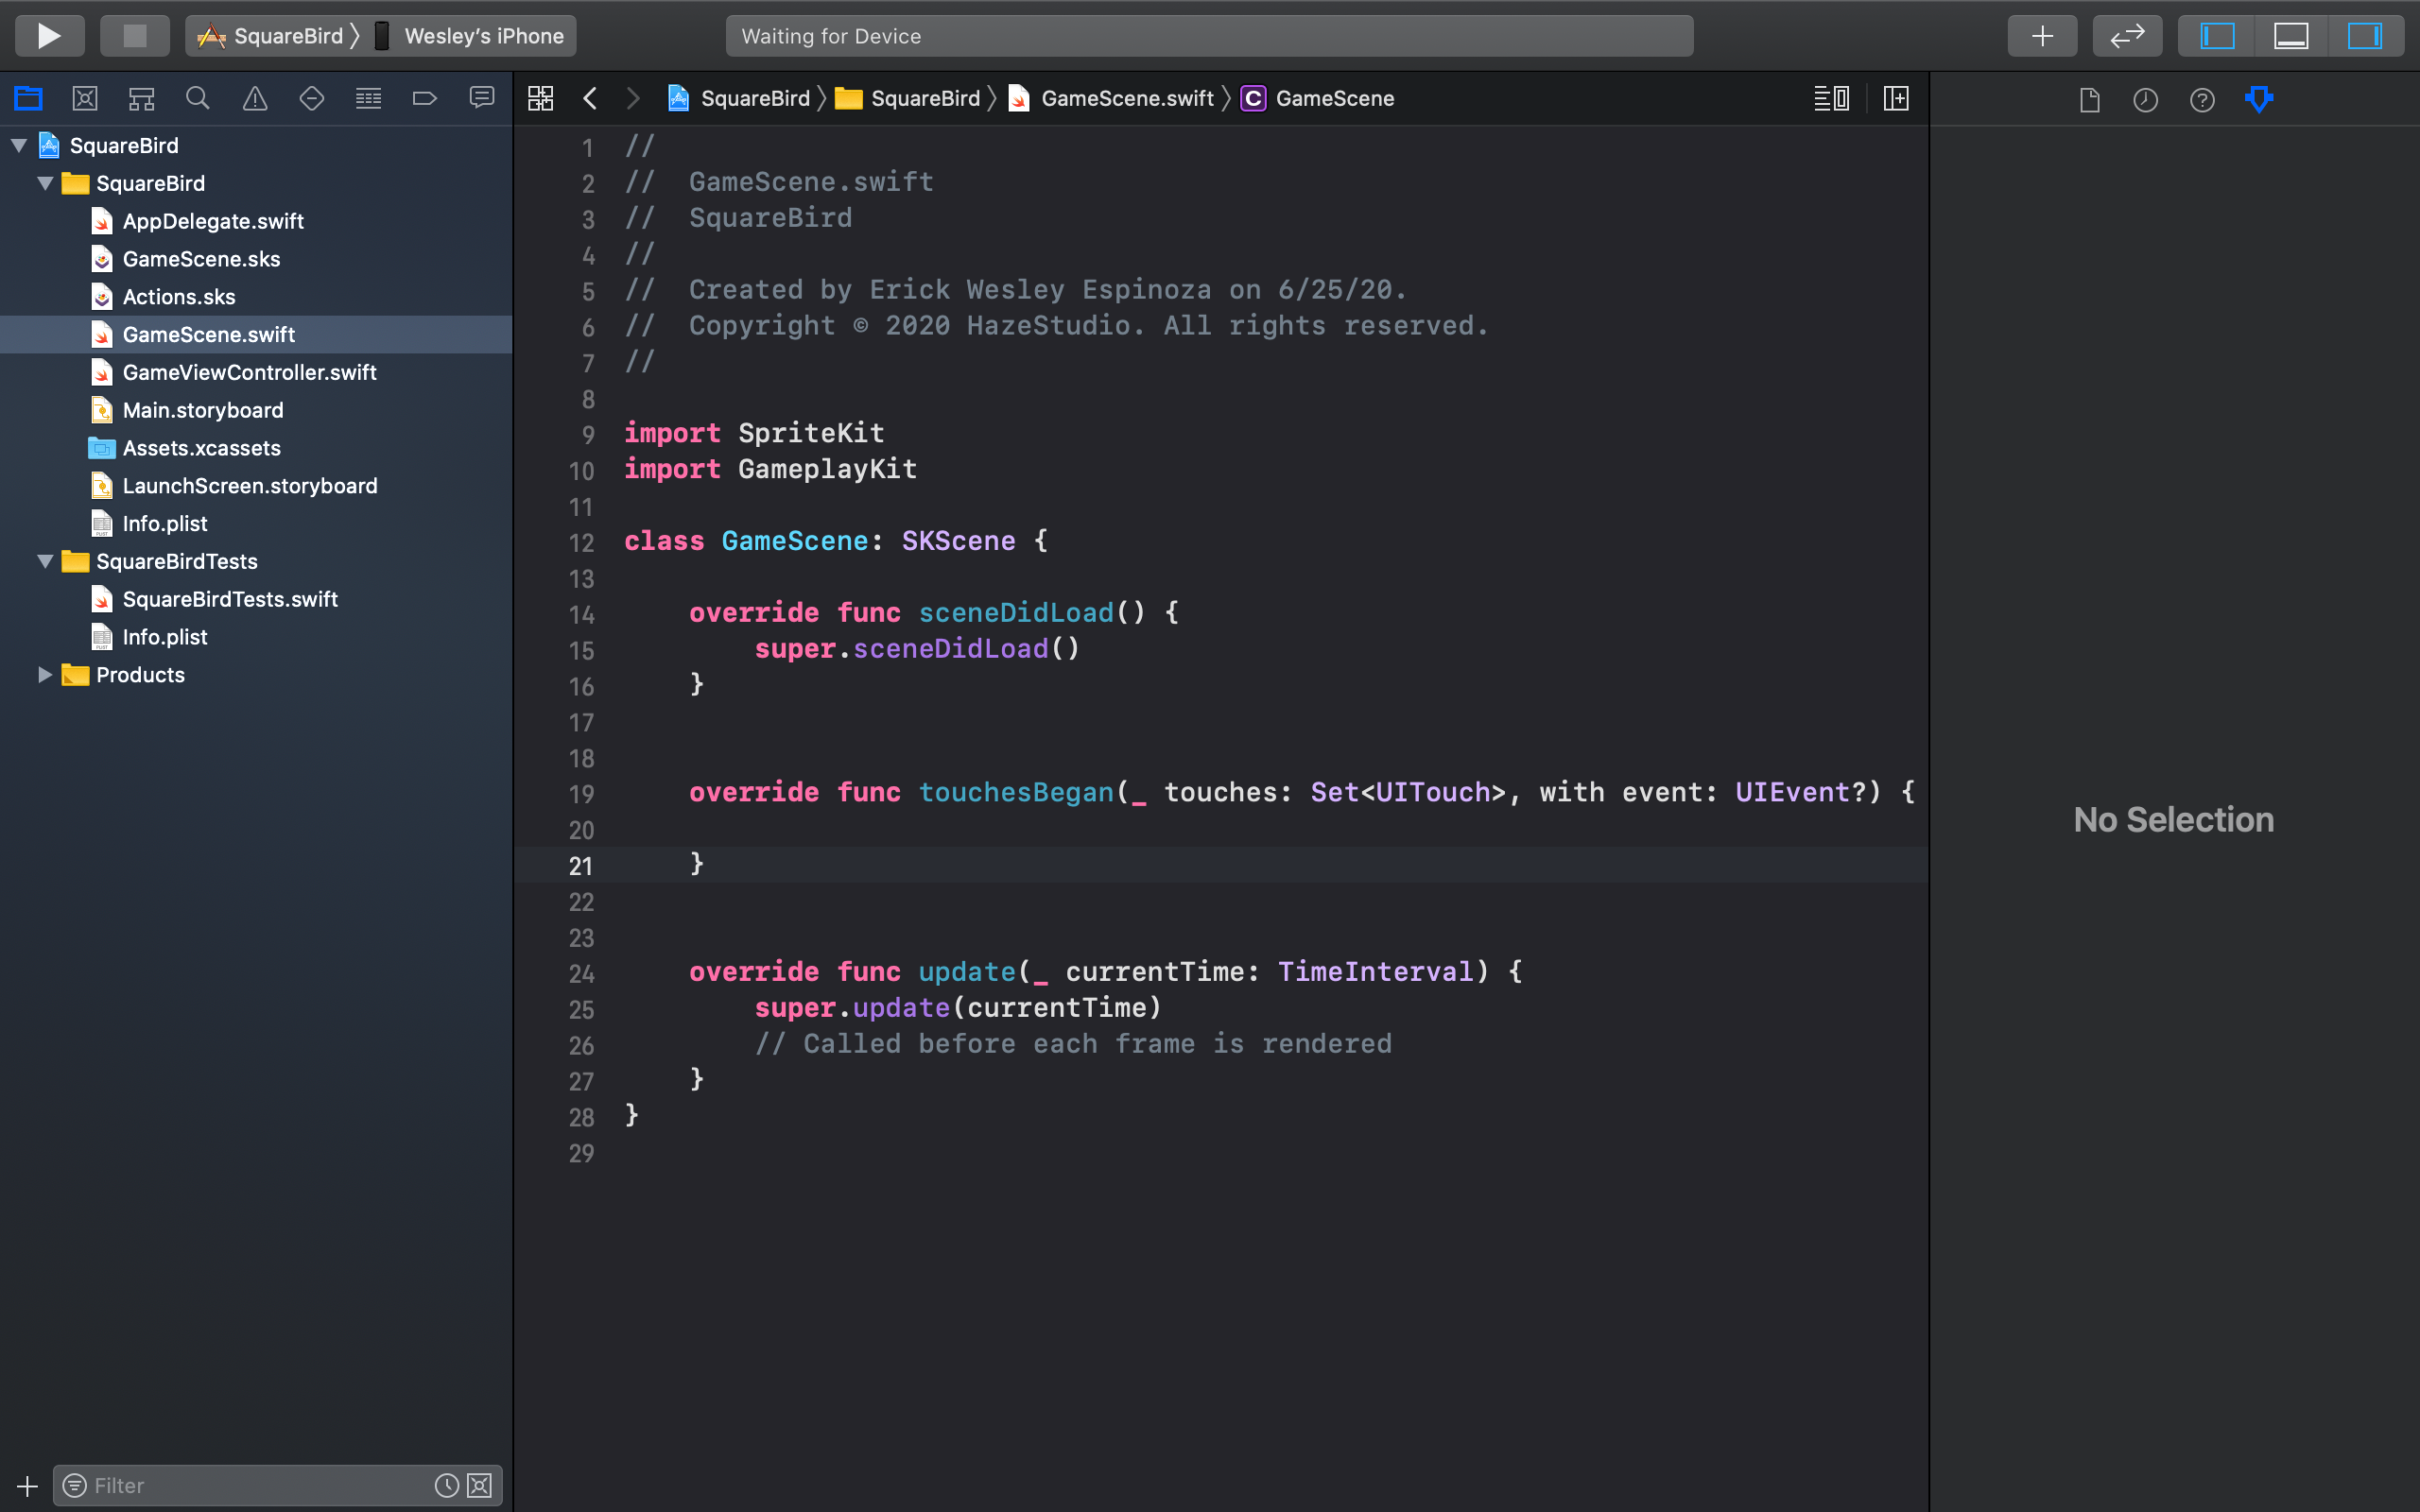 SquareBird Wesley’s iPhone Waiting for Device
SquareBird SquareBird GameScene.swift C GameScene
SquareBird
SquareBird
AppDelegate.swift
GameScene.sks
Actions.sks
GameScene.swift
GameViewController.swift
Main.storyboard
Assets.xcassets
LaunchScreen.storyboard
Info.plist
SquareBirdTests
SquareBirdTests.swift
Info.plist
Products
Filter
1 //
2 //  GameScene.swift
3 //  SquareBird
4 //
5 //  Created by Erick Wesley Espinoza on 6/25/20.
6 //  Copyright © 2020 HazeStudio. All rights reserved.
7 //
8
9 import SpriteKit
10 import GameplayKit
11
12 class GameScene: SKScene {
13
14     override func sceneDidLoad() {
15         super.sceneDidLoad()
16     }
17
18
19     override func touchesBegan(_ touches: Set<UITouch>, with event: UIEvent?) {
20
21     }
22
23
24     override func update(_ currentTime: TimeInterval) {
25         super.update(currentTime)
26         // Called before each frame is rendered
27     }
28 }
29
No Selection